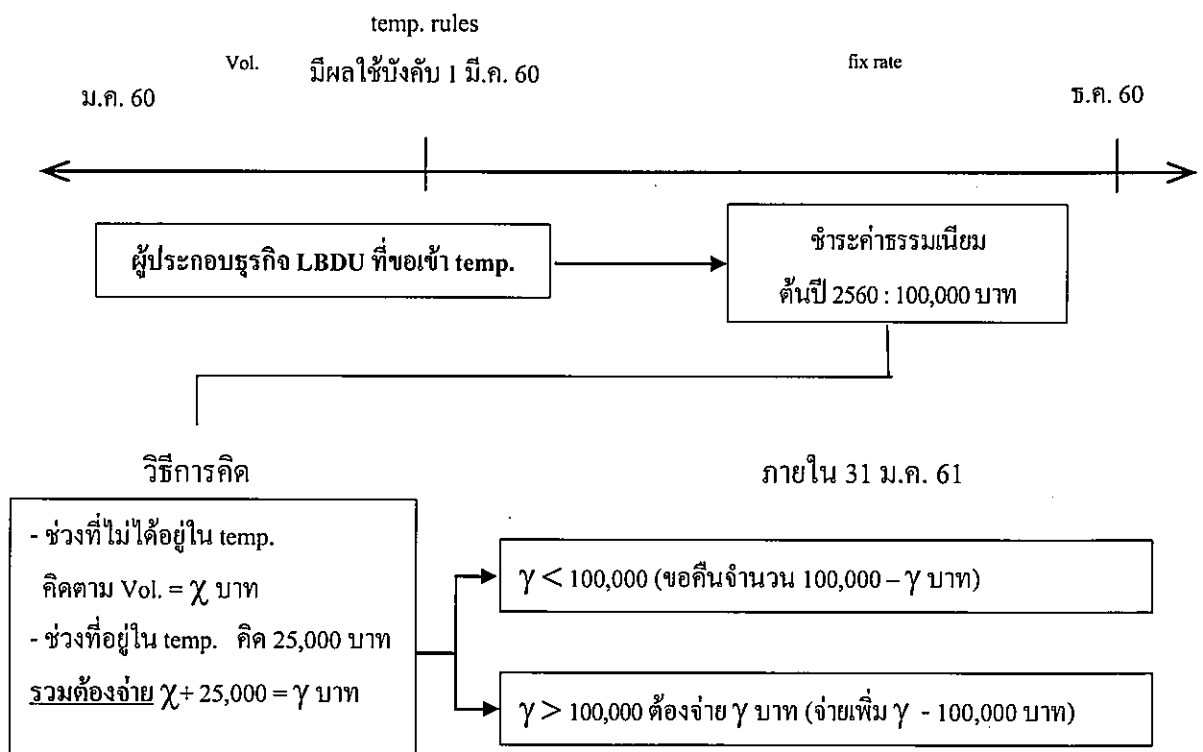 temp. rules
Vol.
มีผลใช้บังคับ 1 มี.ค. 60
fix rate
ม.ค. 60
ธ.ค. 60
ผู้ประกอบธุรกิจ LBDU ที่ขอเข้า temp.
ชำระค่าธรรมเนียม
ต้นปี 2560 : 100,000 บาท
วิธีการคิด
ภายใน 31 ม.ค. 61
- ช่วงที่ไม่ได้อยู่ใน temp.
คิดตาม Vol. = χ บาท
- ช่วงที่อยู่ใน temp. คิด 25,000 บาท
รวมต้องจ่าย χ+ 25,000 = γ บาท
γ < 100,000 (ขอคืนจำนวน 100,000 – γ บาท)
γ > 100,000 ต้องจ่าย γ บาท (จ่ายเพิ่ม γ - 100,000 บาท)